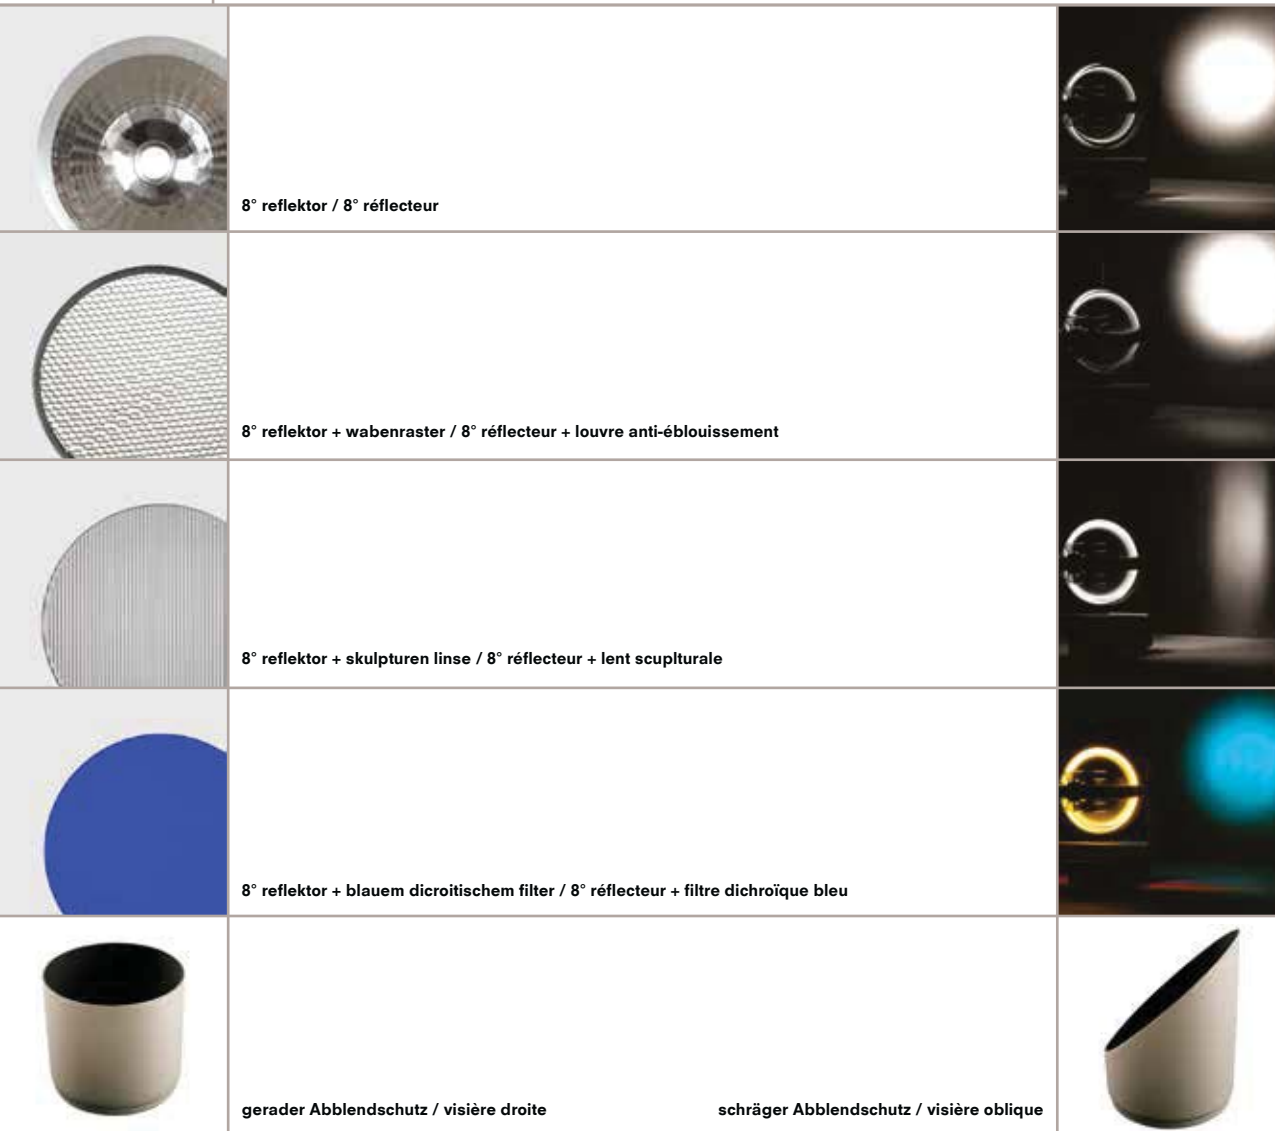 8° reflektor / 8° réflecteur
8° reflektor + wabenraster / 8° réflecteur + louvre anti-éblouissement
8° reflektor + skulpturen linse / 8° réflecteur + lent scuplturale
8° reflektor + blauem dicroitischem filter / 8° réflecteur + filtre dichroïque bleu
gerader Abblendschutz / visière droite
schräger Abblendschutz / visière oblique